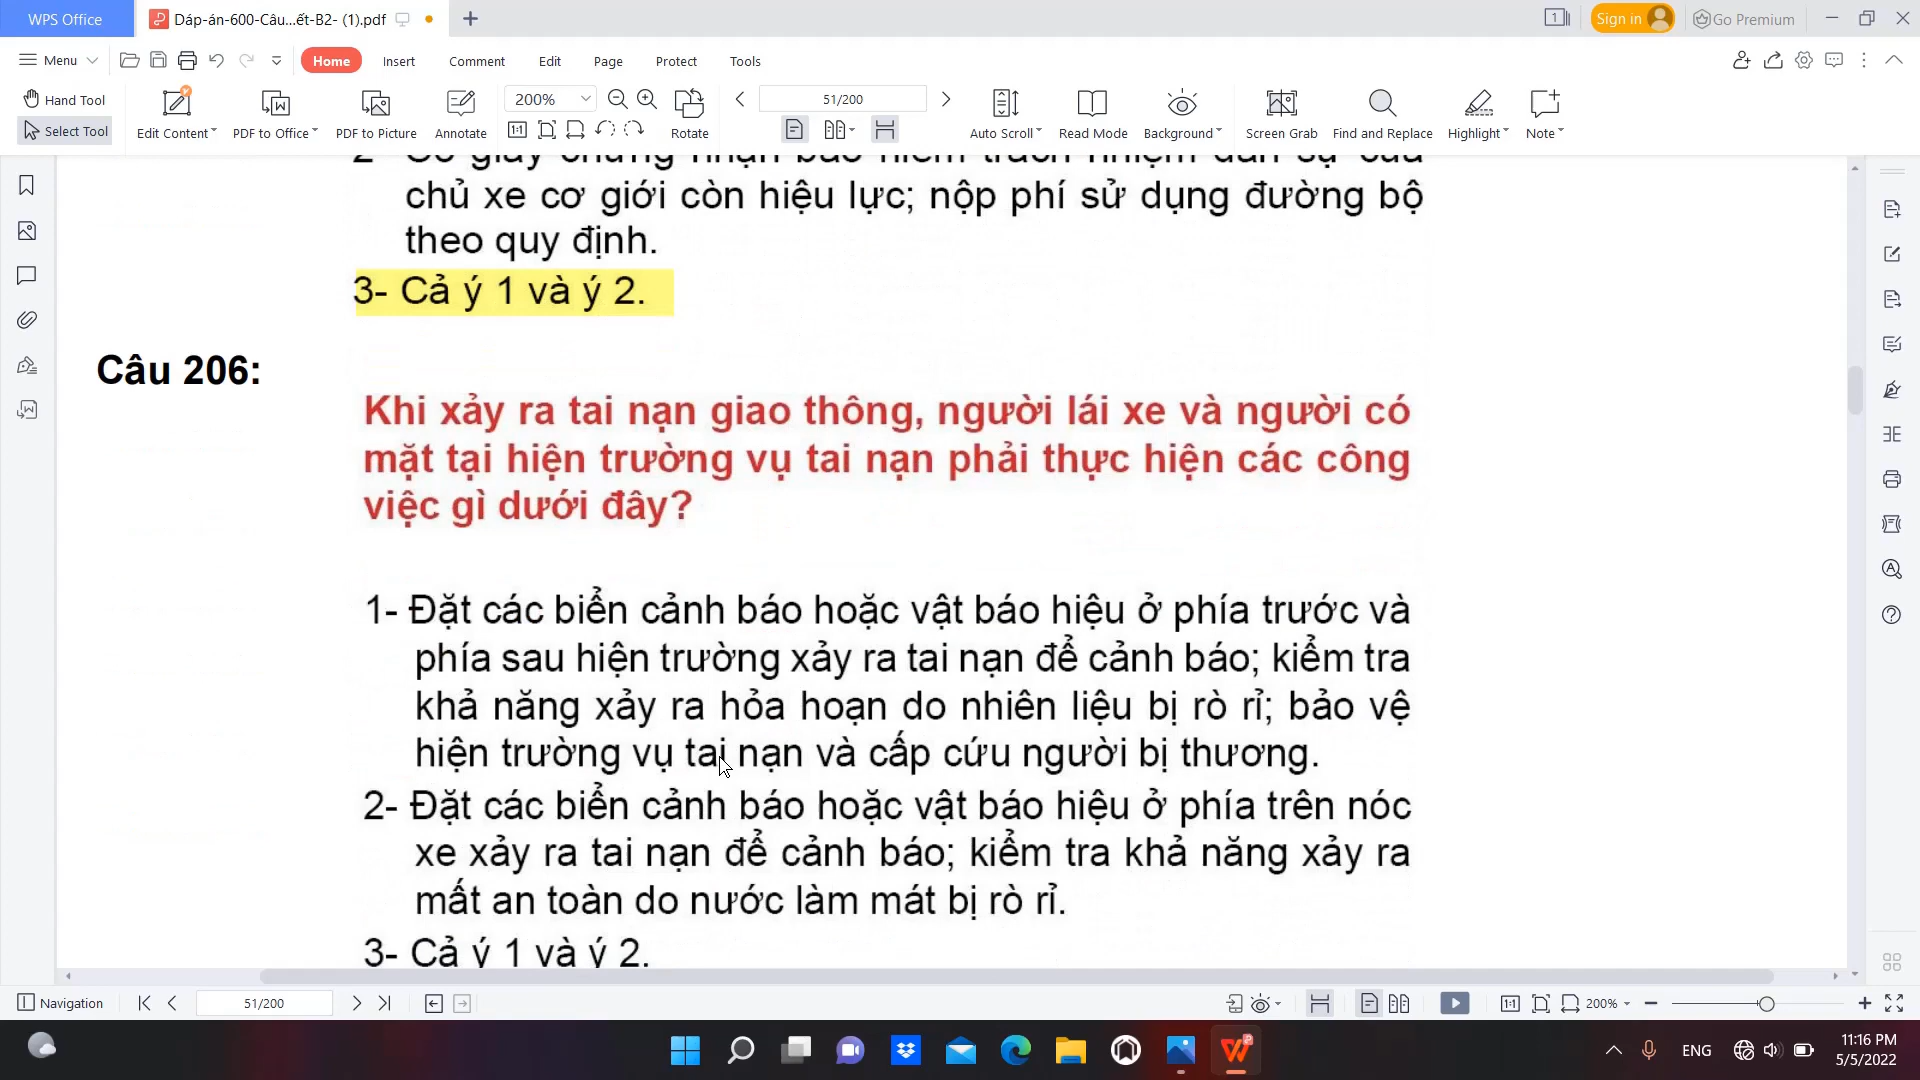 WPS Office
Dáp-án-600-Câu...ết-B2- (1).pdf
1
Sign in
Go Premium
Menu
Home
Insert
Comment
Edit
Page
Protect
Tools
Hand Tool
Select Tool
Edit Content
PDF to Office
PDF to Picture
Annotate
200%
51/200
Rotate
Auto Scroll
Read Mode
Background
Screen Grab
Find and Replace
Highlight
Note
chủ xe cơ giới còn hiệu lực; nộp phí sử dụng đường bộ
theo quy định.
3- Cả ý 1 và ý 2.
Câu 206:
Khi xảy ra tai nạn giao thông, người lái xe và người có
mặt tại hiện trường vụ tai nạn phải thực hiện các công
việc gì dưới đây?
1- Đặt các biển cảnh báo hoặc vật báo hiệu ở phía trước và
phía sau hiện trường xảy ra tai nạn để cảnh báo; kiểm tra
khả năng xảy ra hỏa hoạn do nhiên liệu bị rò rỉ; bảo vệ
hiện trường vụ tai nạn và cấp cứu người bị thương.
2- Đặt các biển cảnh báo hoặc vật báo hiệu ở phía trên nóc
xe xảy ra tai nạn để cảnh báo; kiểm tra khả năng xảy ra
mất an toàn do nước làm mát bị rò rỉ.
3- Cả ý 1 và ý 2.
Navigation
51/200
200%
ENG
11:16 PM
5/5/2022